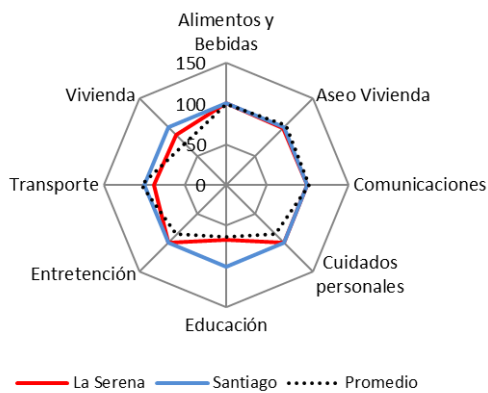 Alimentos y
Bebidas
150
Vivienda
Aseo Vivienda
100
50
Transporte
0
Comunicaciones
Entretención
Cuidados
personales
Educación
La Serena
Santiago
Promedio